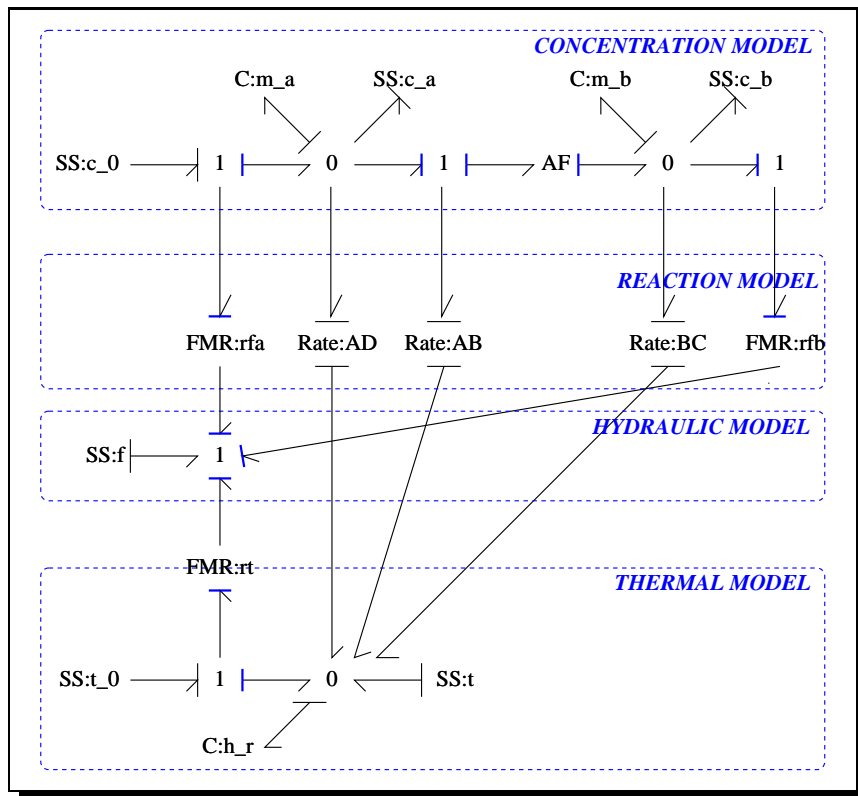 CONCENTRATION MODEL
C:m_a SS:c_a C:m_b SS:c_b
SS:c_0 1 0 1 AF 0 1
REACTION MODEL
FMR:rfa Rate:AD Rate:AB Rate:BC FMR:rfb
HYDRAULIC MODEL
SS:f 1
FMR:rt
THERMAL MODEL
SS:t_0 1 0 SS:t
C:h_r